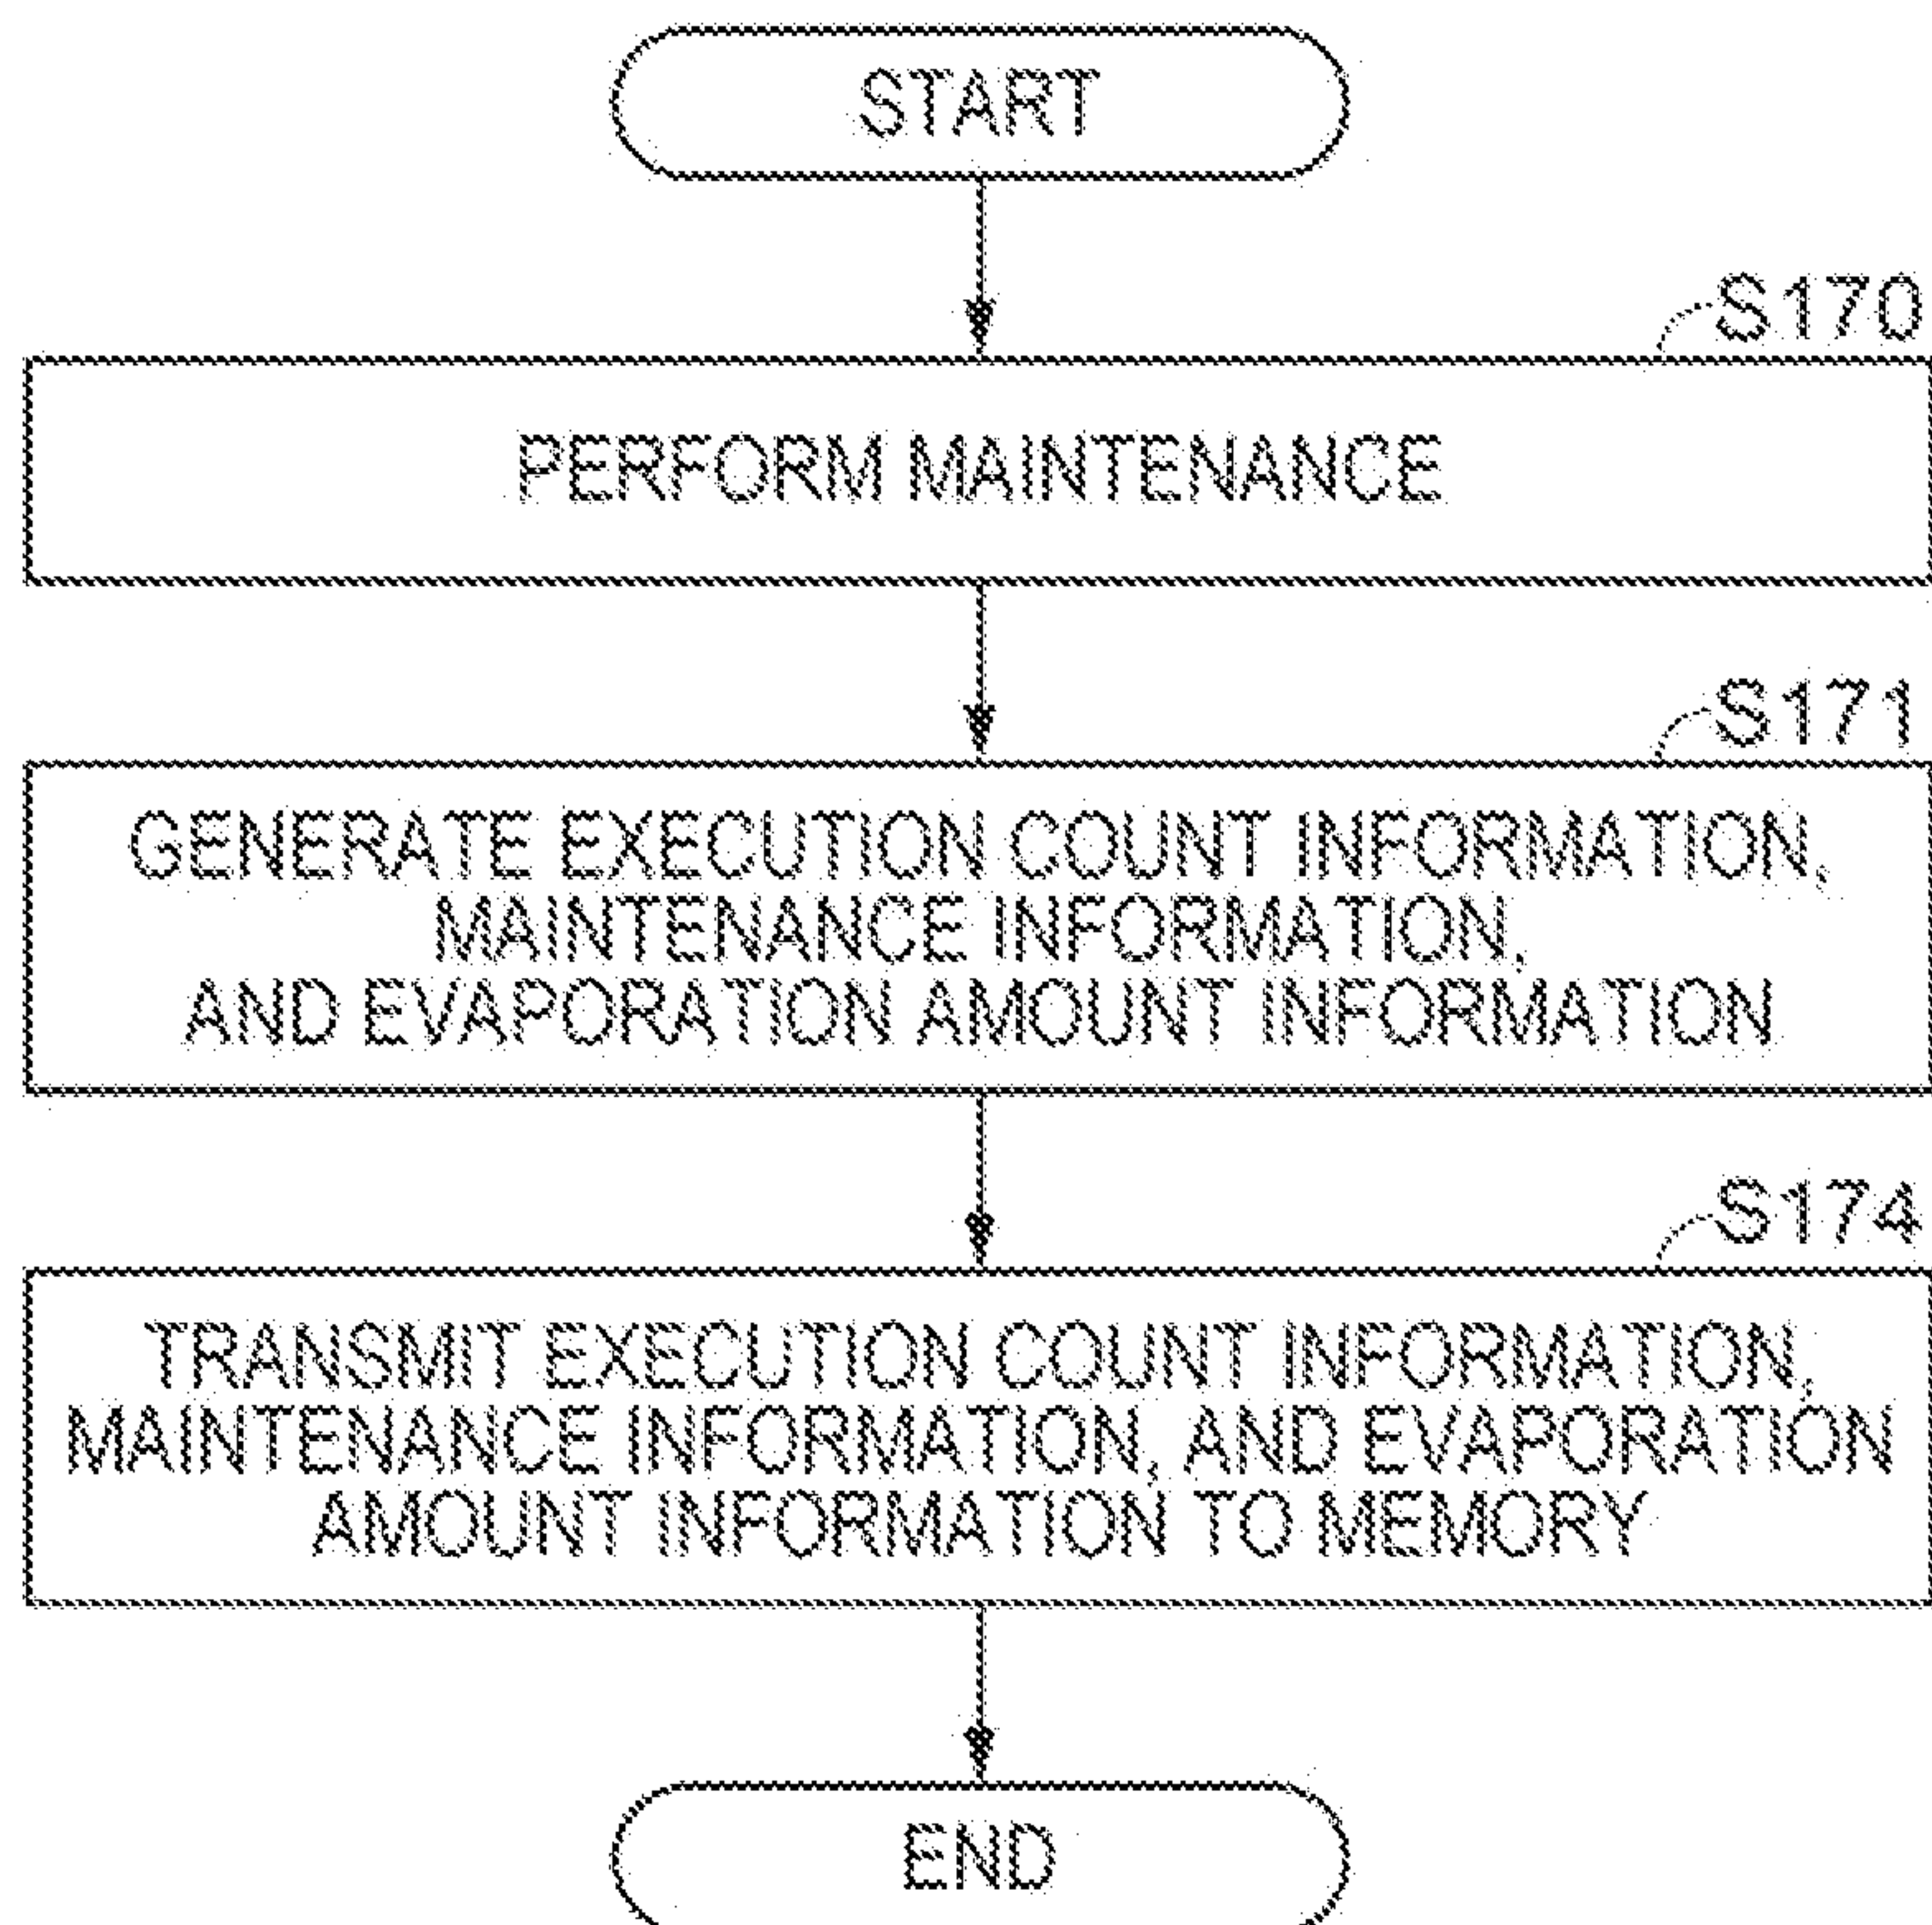 START
S170
PERFORM MAINTENANCE
S171
GENERATE EXECUTION COUNT INFORMATION,
MAINTENANCE INFORMATION,
AND EVAPORATION AMOUNT INFORMATION
S174
TRANSMIT EXECUTION COUNT INFORMATION,
MAINTENANCE INFORMATION, AND EVAPORATION
AMOUNT INFORMATION TO MEMORY
END